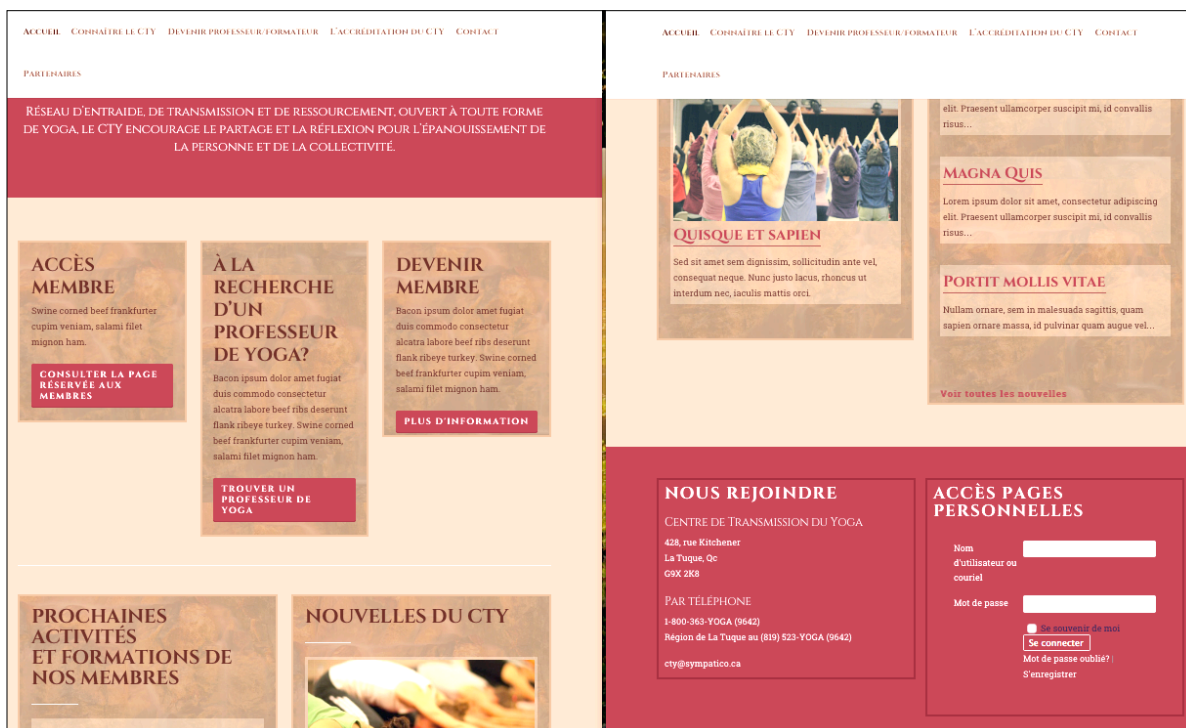 Accueil Connaître le CTY Devenir professeur/formateur L'accréditation du CTY Contact
Partenaires
Réseau d'entraide, de transmission et de ressourcement, ouvert à toute forme
de yoga, le CTY encourage le partage et la réflexion pour l'épanouissement de
la personne et de la collectivité.
ACCÈS
MEMBRE
Swine corned beef frankfurter
cupim veniam, salami filet
mignon ham.
CONSULTER LA PAGE
RÉSERVÉE AUX
MEMBRES
À LA
RECHERCHE
D'UN
PROFESSEUR
DE YOGA?
Bacon ipsum dolor amet fugiat
duis commodo consectetur
alcatra labore beef ribs deserunt
flank ribeye turkey. Swine corned
beef frankfurter cupim veniam,
salami filet mignon ham.
TROUVER UN
PROFESSEUR DE
YOGA
DEVENIR
MEMBRE
Bacon ipsum dolor amet fugiat
duis commodo consectetur
alcatra labore beef ribs deserunt
flank ribeye turkey. Swine corned
beef frankfurter cupim veniam,
salami filet mignon ham.
PLUS D'INFORMATION
PROCHAINES
ACTIVITÉS
ET FORMATIONS DE
NOS MEMBRES
NOUVELLES DU CTY
Accueil Connaître le CTY Devenir professeur/formateur L'accréditation du CTY Contact
Partenaires
Quisque et sapien
Sed sit amet sem dignissim, sollicitudin ante vel,
consequat neque. Nunc justo lacus, rhoncus ut
interdum nec, iaculis mattis orci.
elit. Praesent ullamcorper suscipit mi, id convallis
risus...
Magna Quis
Lorem ipsum dolor sit amet, consectetur adipiscing
elit. Praesent ullamcorper suscipit mi, id convallis
risus...
Portit mollis vitae
Nullam ornare, sem in malesuada sagittis, quam
sapien ornare massa, id pulvinar quam augue vel...
Voir toutes les nouvelles
NOUS REJOINDRE
Centre de Transmission du Yoga
428, rue Kitchener
La Tuque, Qc
G9X 2K8
Par téléphone
1-800-363-YOGA (9642)
Région de La Tuque au (819) 523-YOGA (9642)
cty@sympatico.ca
ACCÈS PAGES
PERSONNELLES
Nom
d'utilisateur ou
couriel
Mot de passe
Se souvenir de moi
Se connecter
Mot de passe oublié? |
S'enregistrer